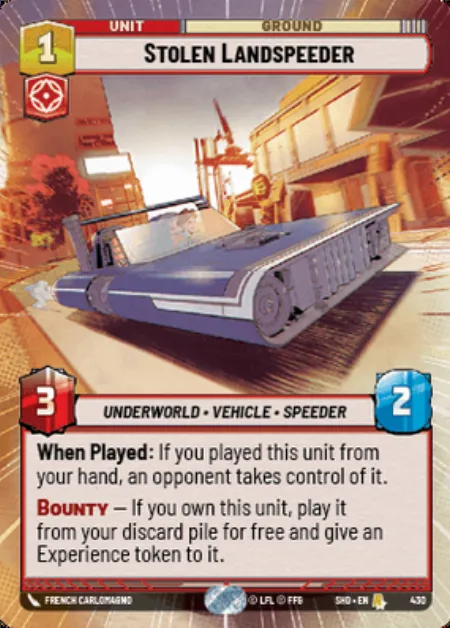 UNIT
GROUND
1
STOLEN LANDSPEEDER
3
UNDERWORLD • VEHICLE • SPEEDER
2
When Played: If you played this unit from
your hand, an opponent takes control of it.
BOUNTY — If you own this unit, play it
from your discard pile for free and give an
Experience token to it.
FRENCH CARLOMAGNO
© LFL © FFG
SHD • EN
430